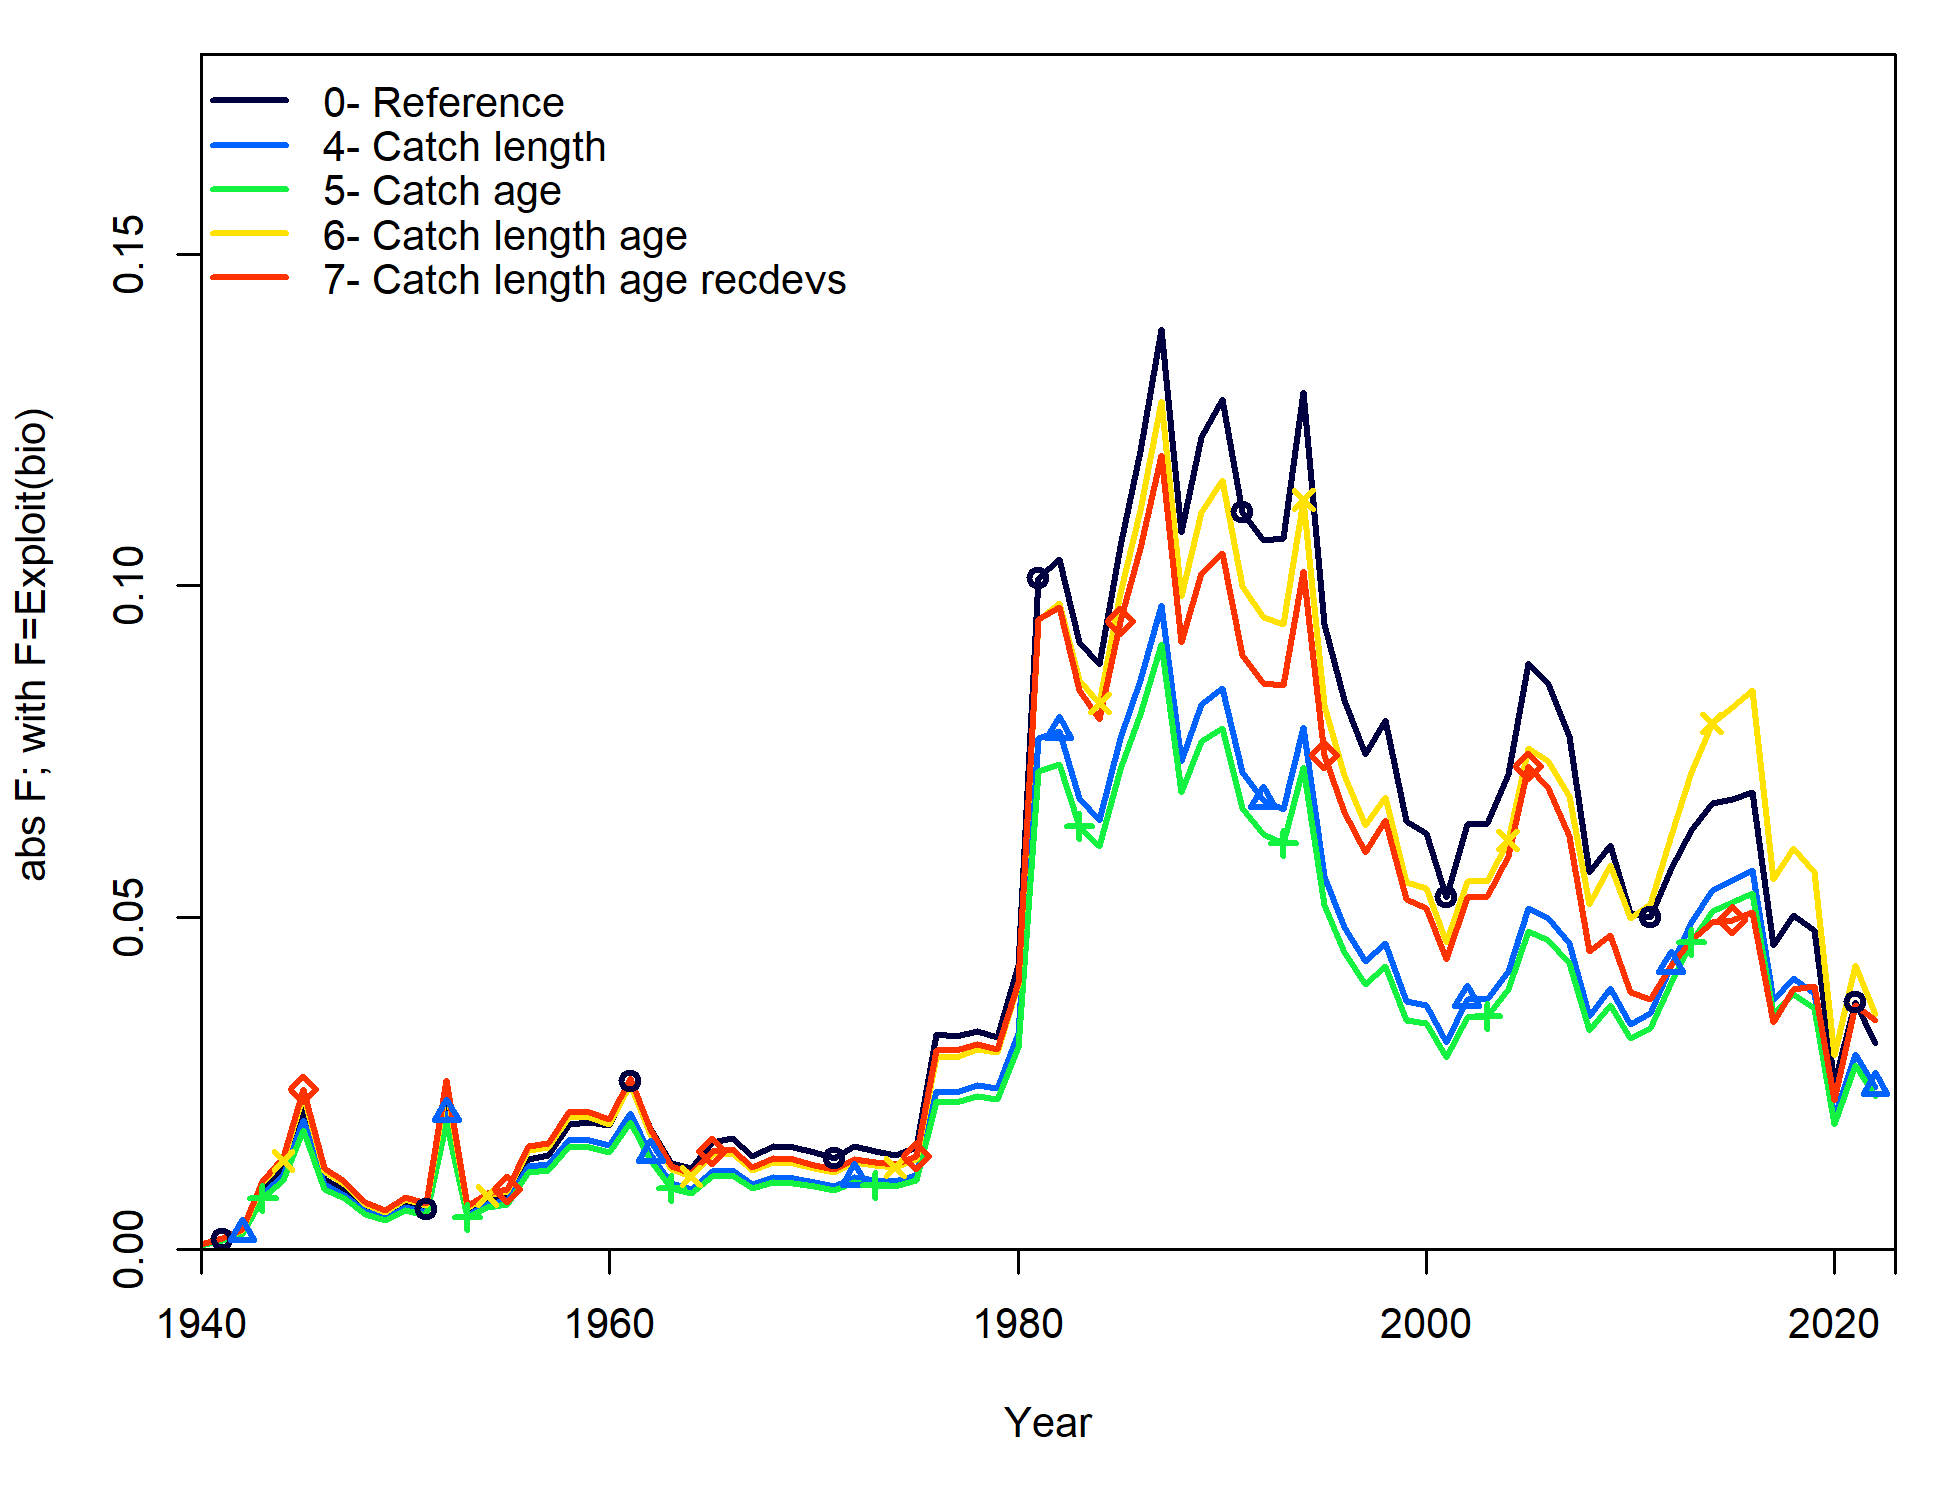 0- Reference
4- Catch length
5- Catch age
6- Catch length age
7- Catch length age recdevs
abs F; with F=Exploit(bio)
0.15
0.10
0.05
0.00
1940 1960 1980 2000 2020
Year